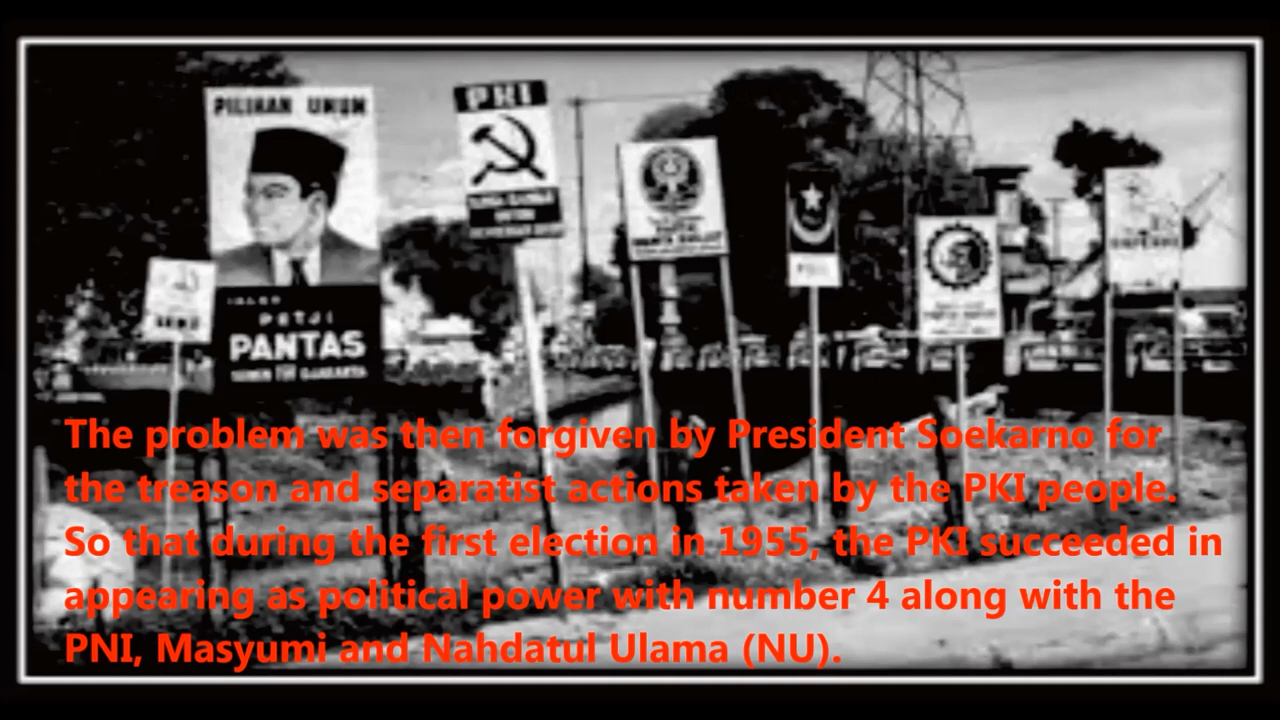 PILIHAN UMUM
PKI
PANTAS
The problem was then forgiven by President Soekarno for
the treason and separatist actions taken by the PKI people.
So that during the first election in 1955, the PKI succeeded in
appearing as political power with number 4 along with the
PNI, Masyumi and Nahdatul Ulama (NU).